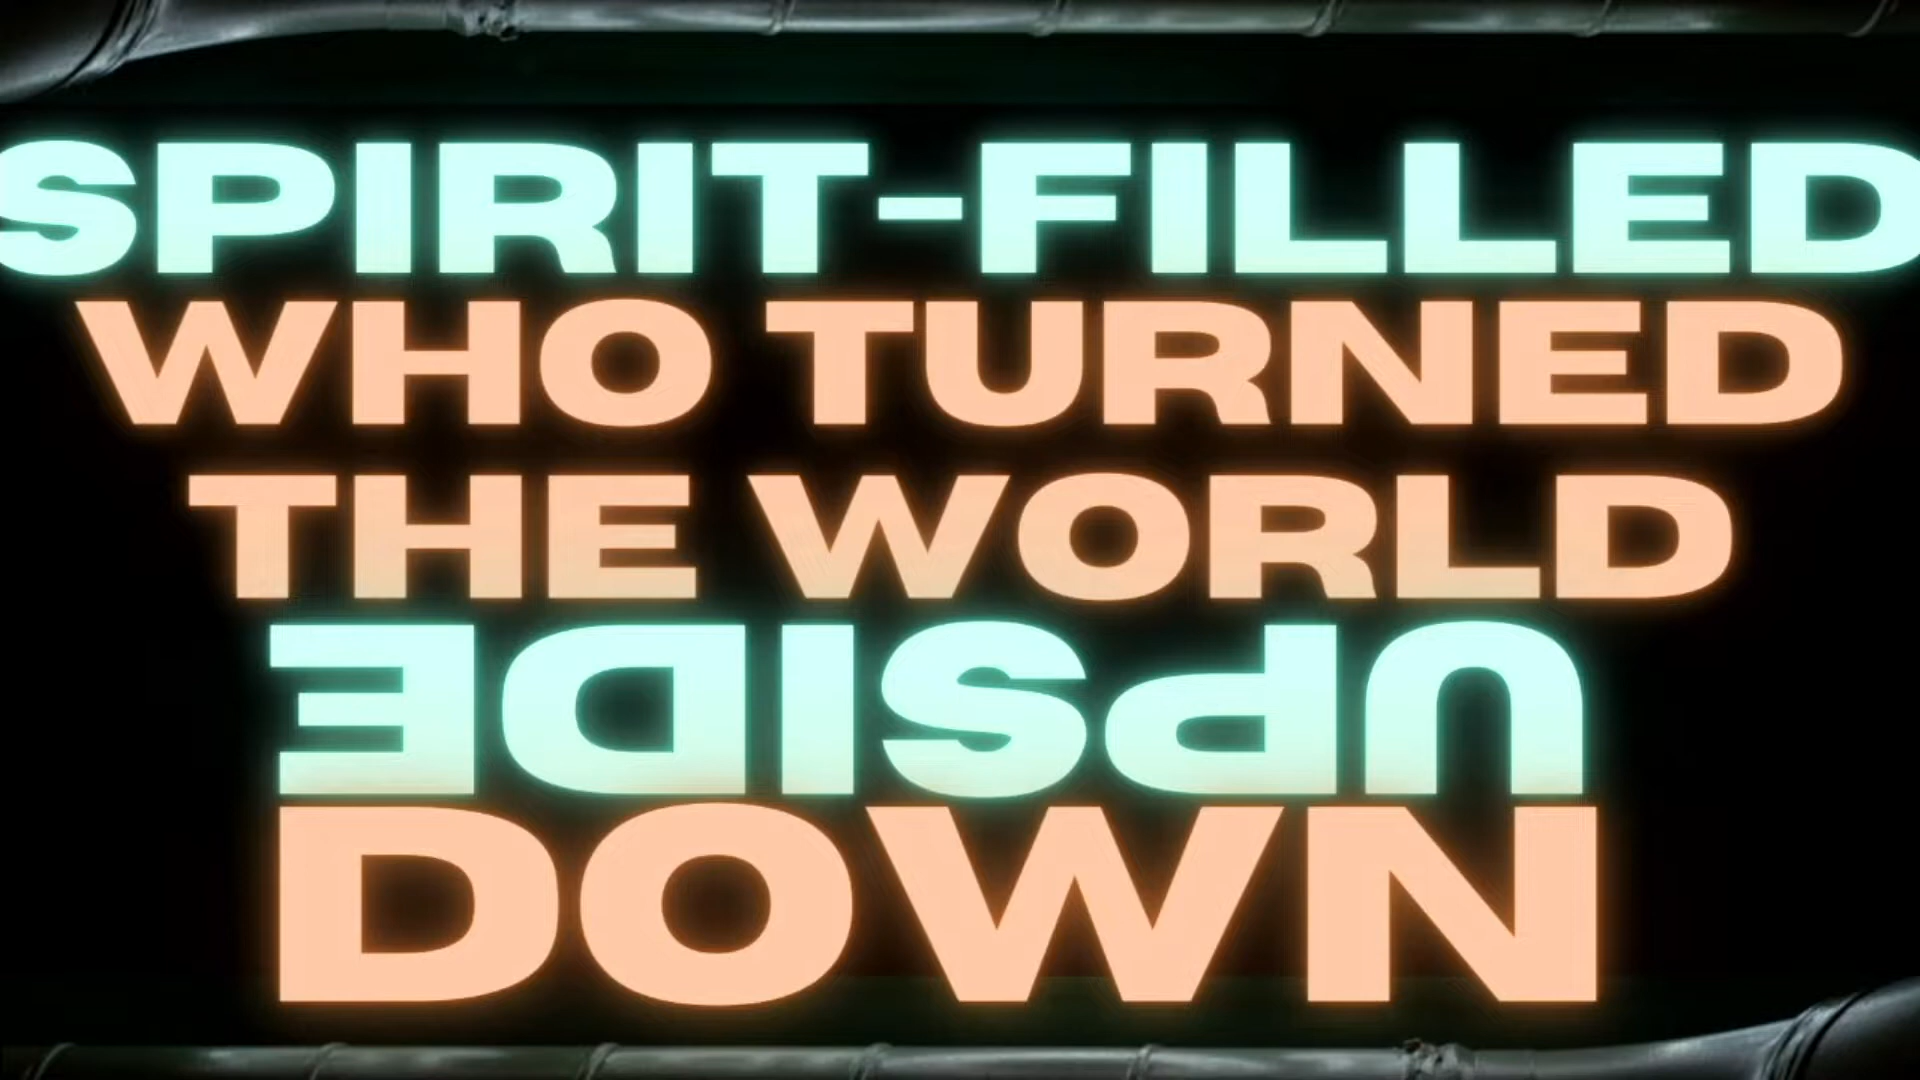 SPIRIT-FILLED
WHO TURNED
THE WORLD
UPSIDE
DOWN